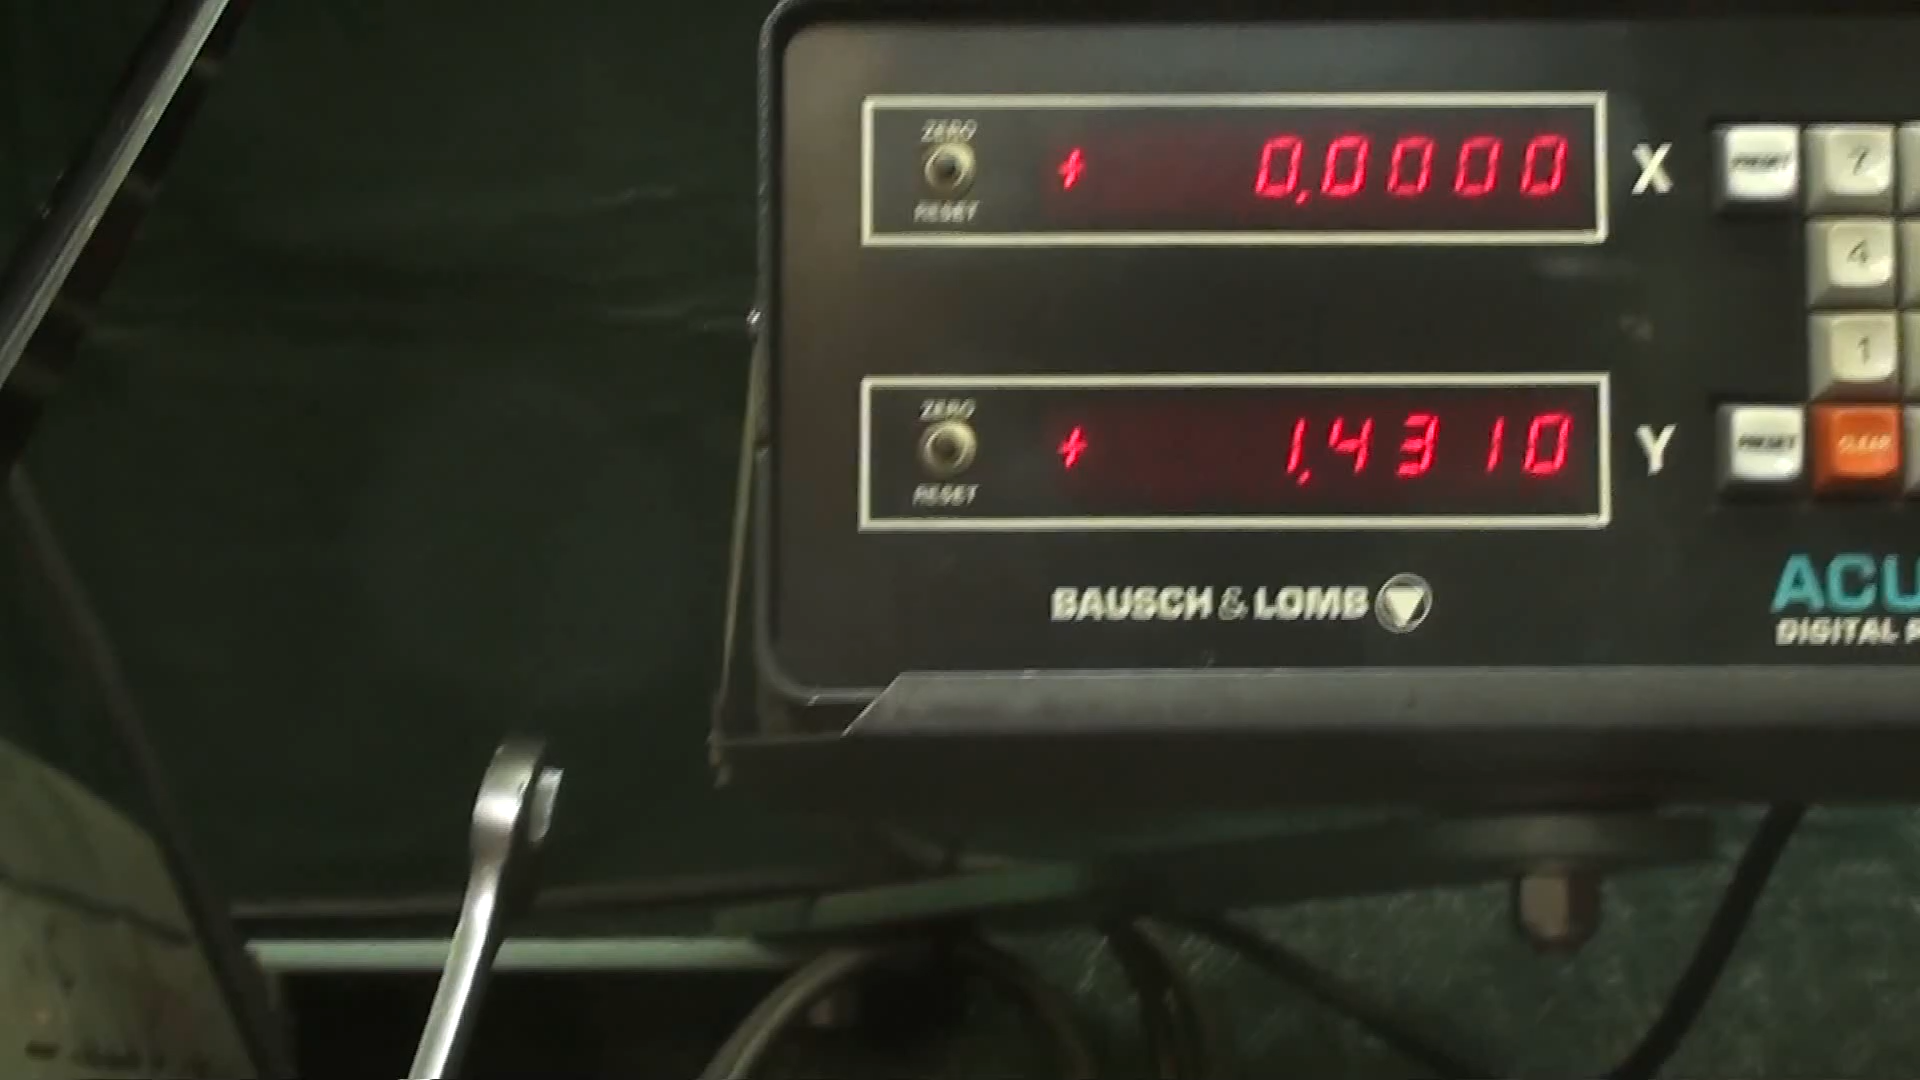 ZERO
+ 0.0000 X
RESET
PRESET 7
4
1
ZERO
+ 1.4310 Y
RESET
PRESET CLEAR
BAUSCH & LOMB
ACU
DIGITAL